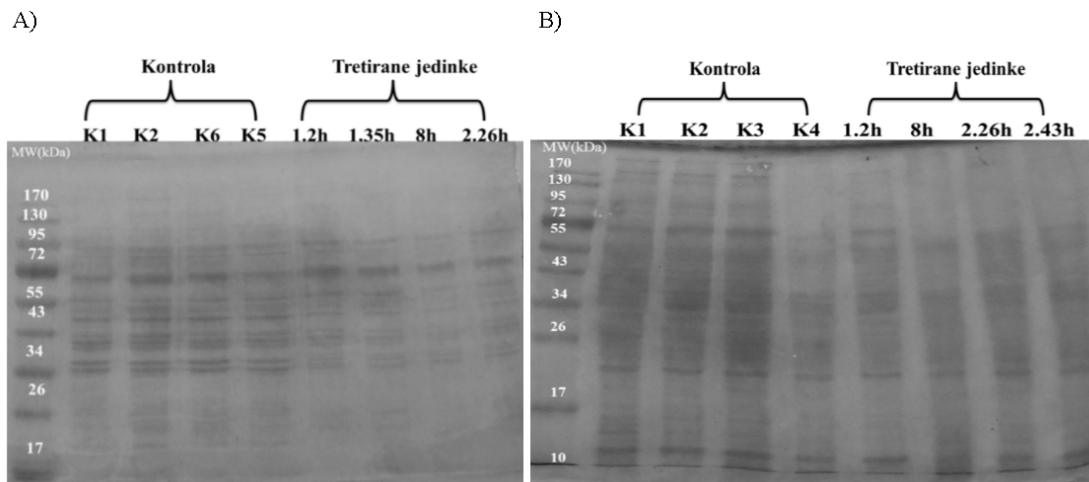 A)
Kontrola
Tretirane jedinke
K1 K2 K6 K5 1.2h 1.35h 8h 2.26h
MW(kDa)
170
130
95
72
55
43
34
26
17
B)
Kontrola
Tretirane jedinke
K1 K2 K3 K4 1.2h 8h 2.26h 2.43h
MW(kDa)
170
130
95
72
55
43
34
26
17
10